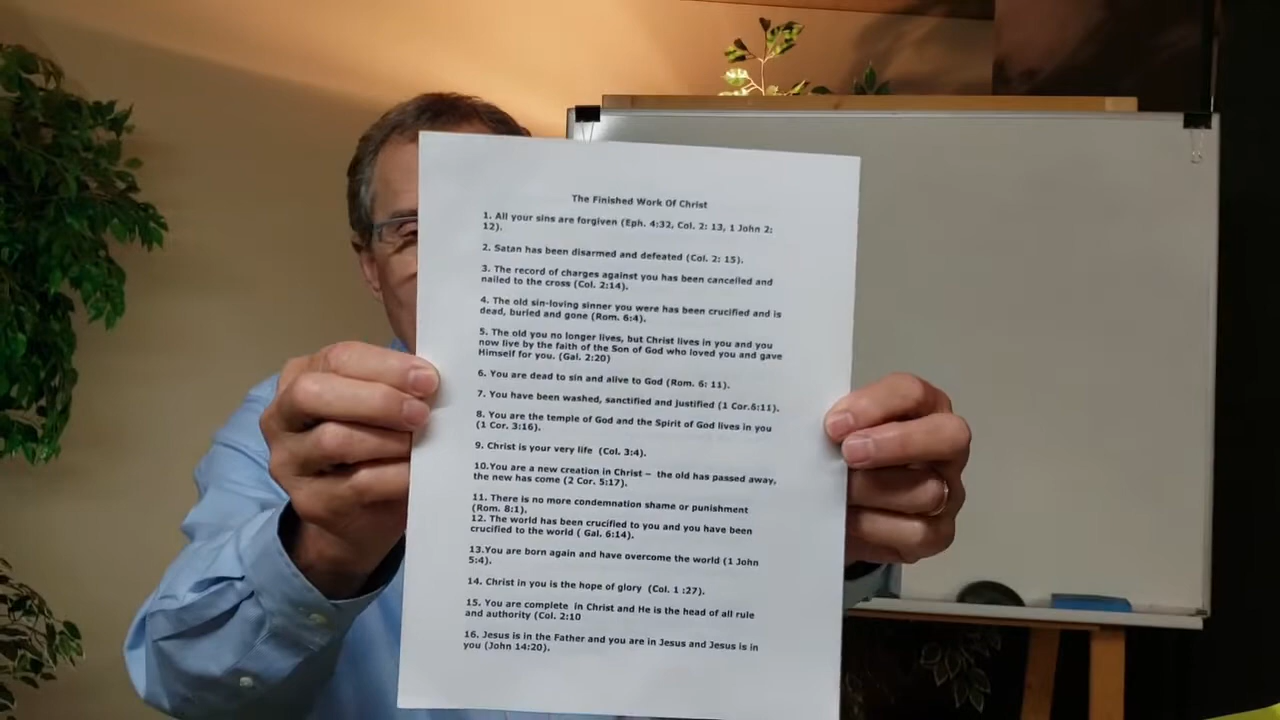 The Finished Work Of Christ
1. All your sins are forgiven (Eph. 4:32, Col. 2: 13, 1 John 2:
12).
2. Satan has been disarmed and defeated (Col. 2: 15).
3. The record of charges against you has been cancelled and
nailed to the cross (Col. 2:14).
4. The old sin-loving sinner you were has been crucified and is
dead, buried and gone (Rom. 6:4).
5. The old you no longer lives, but Christ lives in you and you
now live by the faith of the Son of God who loved you and gave
Himself for you. (Gal. 2:20)
6. You are dead to sin and alive to God (Rom. 6: 11).
7. You have been washed, sanctified and justified (1 Cor.6:11).
8. You are the temple of God and the Spirit of God lives in you
(1 Cor. 3:16).
9. Christ is your very life  (Col. 3:4).
10.You are a new creation in Christ –  the old has passed away,
the new has come (2 Cor. 5:17).
11. There is no more condemnation shame or punishment
(Rom. 8:1).
12. The world has been crucified to you and you have been
crucified to the world ( Gal. 6:14).
13.You are born again and have overcome the world (1 John
5:4).
14. Christ in you is the hope of glory  (Col. 1 :27).
15. You are complete  in Christ and He is the head of all rule
and authority (Col. 2:10
16. Jesus is in the Father and you are in Jesus and Jesus is in
you (John 14:20).